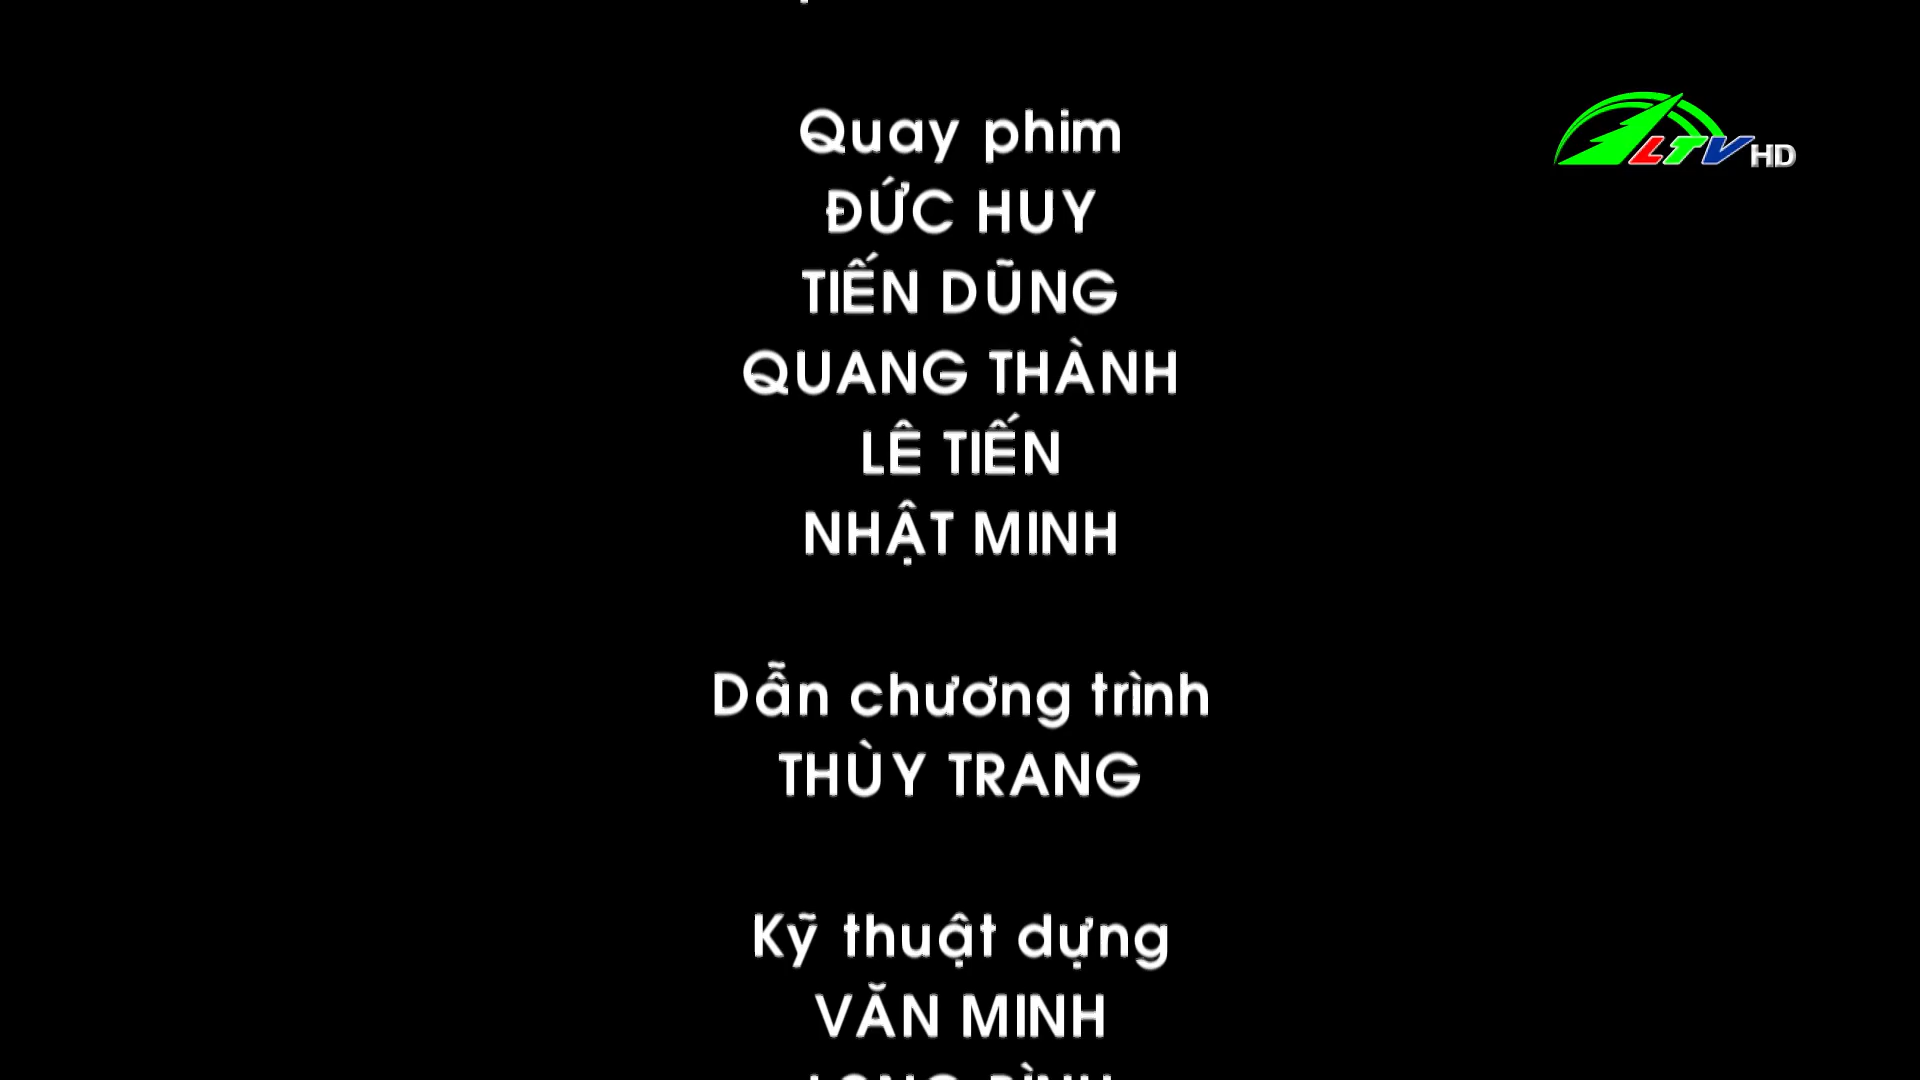 LTV HD
Quay phim
ĐỨC HUY
TIẾN DŨNG
QUANG THÀNH
LÊ TIẾN
NHẬT MINH
Dẫn chương trình
THÙY TRANG
Kỹ thuật dựng
VĂN MINH